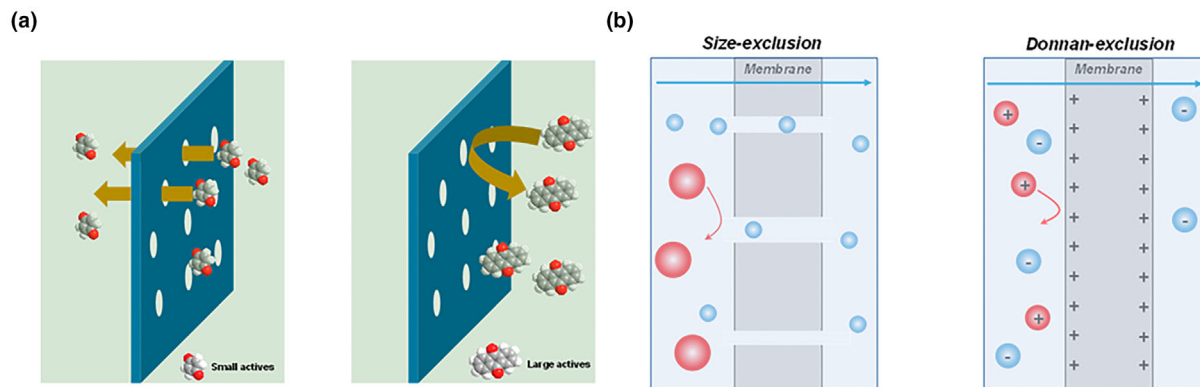 (a)
Small actives
Large actives
(b)
Size-exclusion
Membrane
Donnan-exclusion
Membrane
+ +
+ -
+ +
-
+ +
+ +
+
+ +
-
+ +
- + +
+ +
+
+ +
- + +